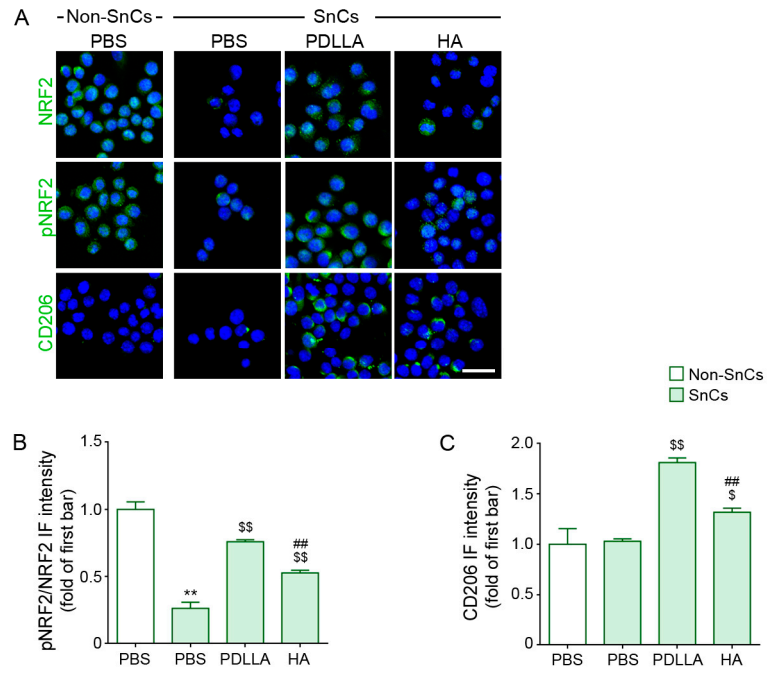 A
Non-SnCs
SnCs
PBS
PBS
PDLLA
HA
NRF2
pNRF2
CD206
Non-SnCs
SnCs
B
pNRF2/NRF2 IF intensity
(fold of first bar)
1.5
1.0
0.5
0
**
$$
##
$$
PBS
PBS
PDLLA
HA
C
CD206 IF intensity
(fold of first bar)
2.0
1.5
1.0
0.5
0
$$
##
$
PBS
PBS
PDLLA
HA